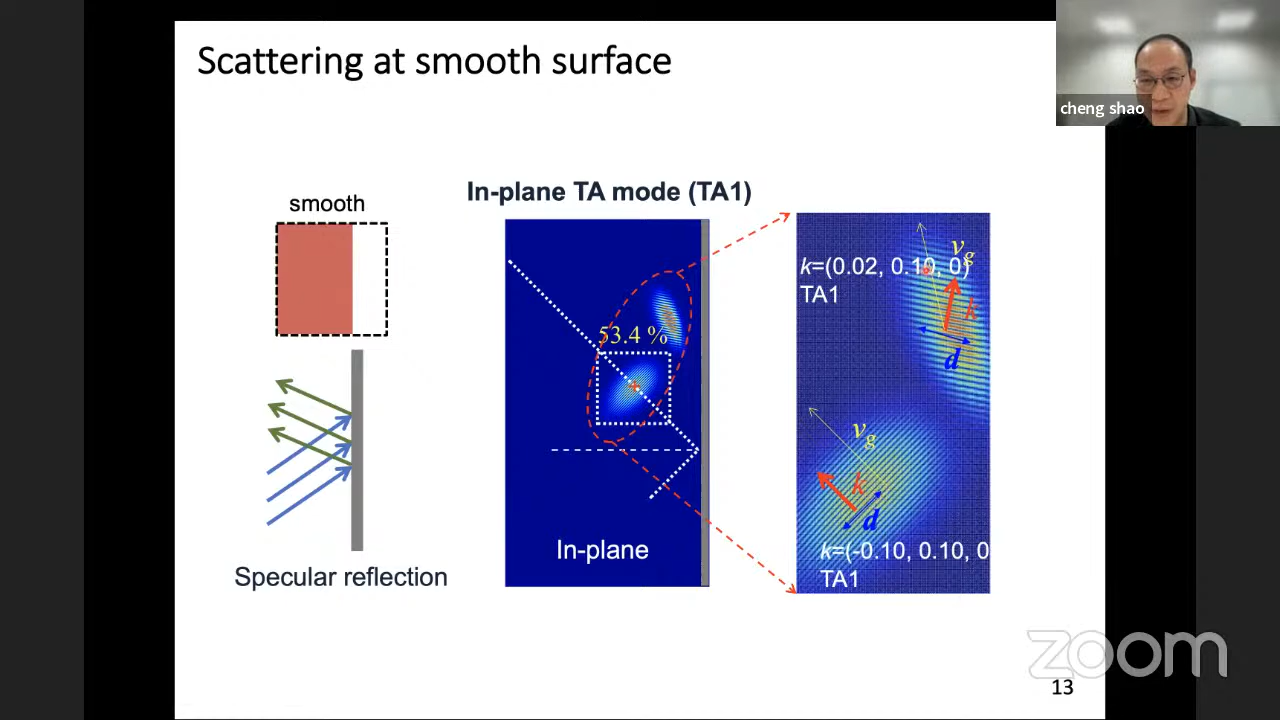 Scattering at smooth surface
cheng shao
smooth
Specular reflection
In-plane TA mode (TA1)
53.4 %
In-plane
v_g
k=(0.02, 0.10, 0)
TA1
k
d
v_g
k
d
k=(-0.10, 0.10, 0
TA1
zoom
13